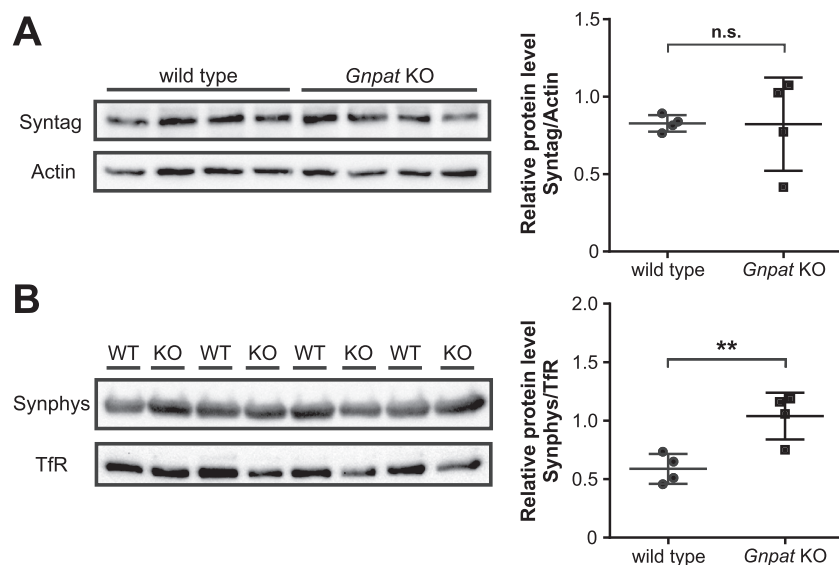 A
wild type
Gnpat KO
Syntag
Actin
Relative protein level
Syntag/Actin
1.5
1.0
0.5
0
n.s.
wild type
Gnpat KO
B
WT KO WT KO WT KO WT KO
Synphys
TfR
Relative protein level
Synphys/TfR
2.0
1.5
1.0
0.5
0
**
wild type
Gnpat KO